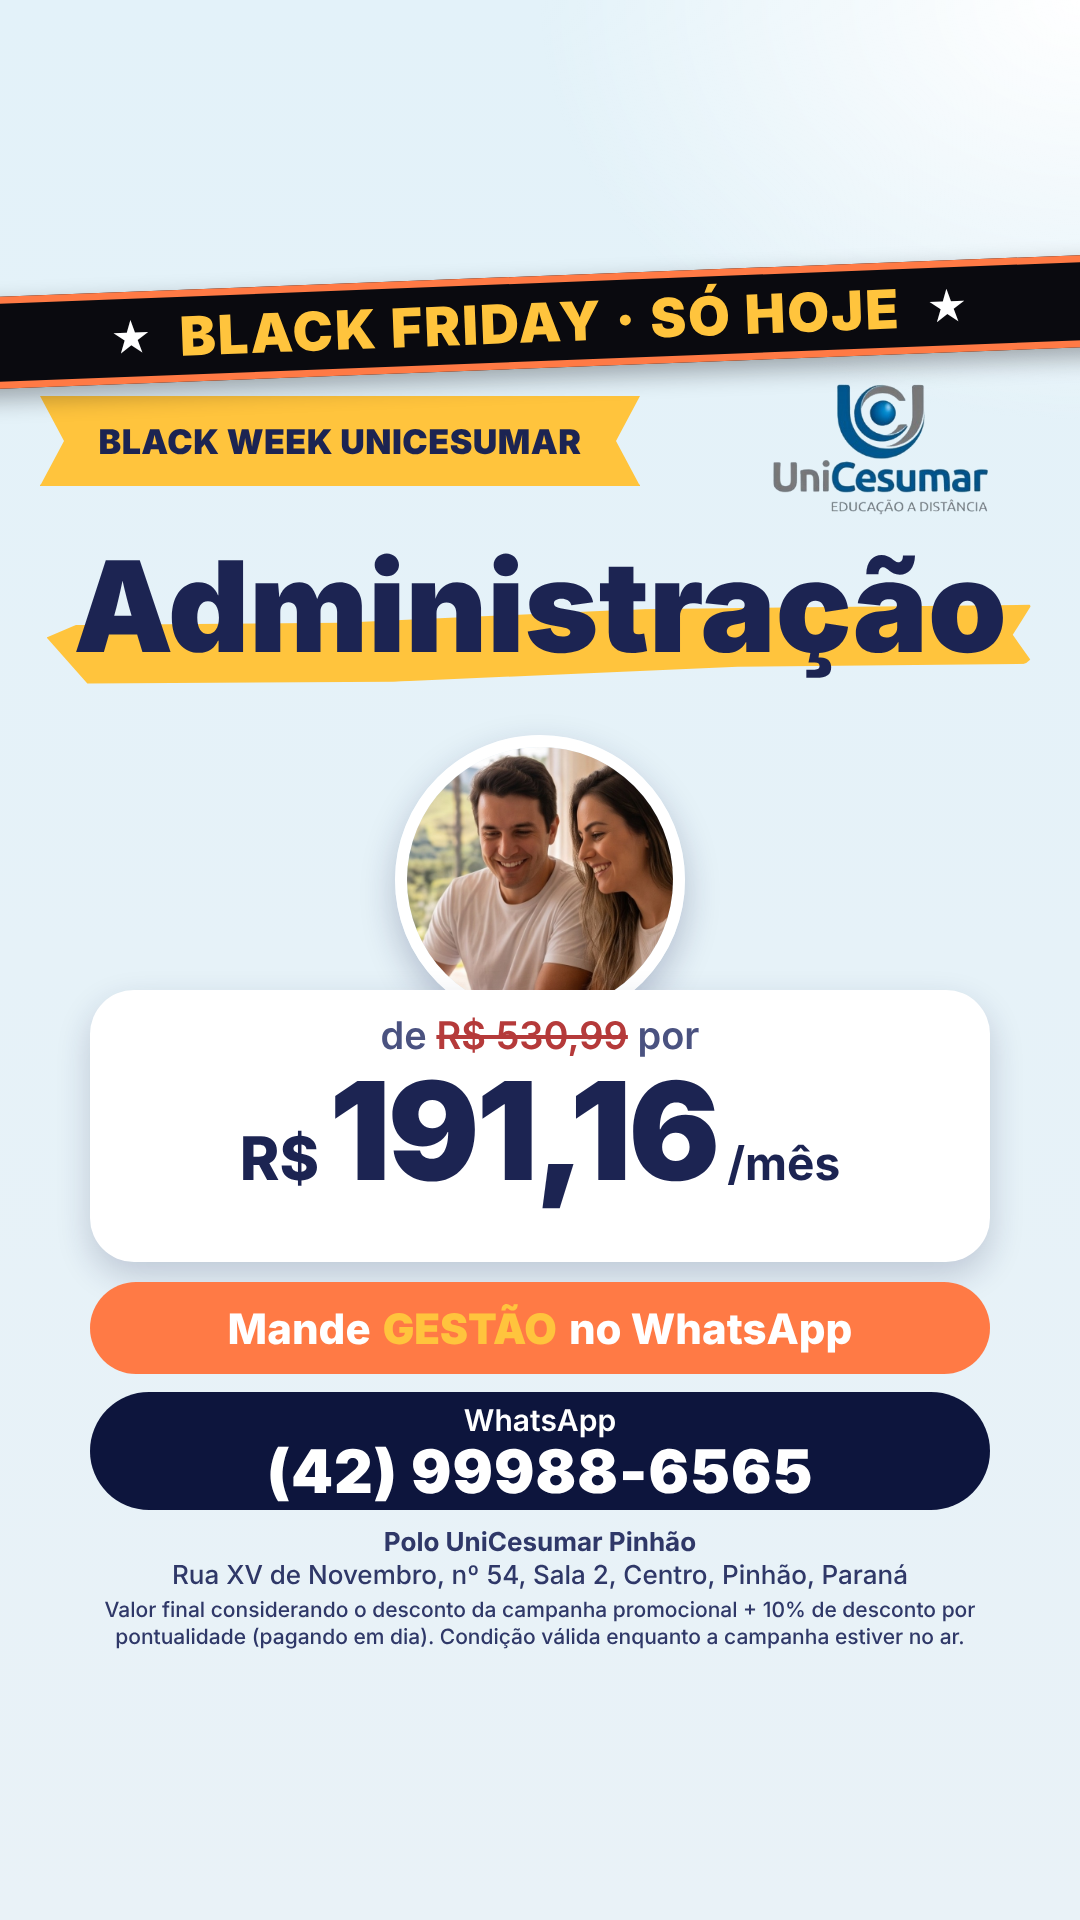 ★ BLACK FRIDAY · SÓ HOJE ★
BLACK WEEK UNICESUMAR
UniCesumar
EDUCAÇÃO A DISTÂNCIA
Administração
de R$ 530,99 por
R$ 191,16 /mês
Mande GESTÃO no WhatsApp
WhatsApp
(42) 99988-6565
Polo UniCesumar Pinhão
Rua XV de Novembro, nº 54, Sala 2, Centro, Pinhão, Paraná
Valor final considerando o desconto da campanha promocional + 10% de desconto por
pontualidade (pagando em dia). Condição válida enquanto a campanha estiver no ar.